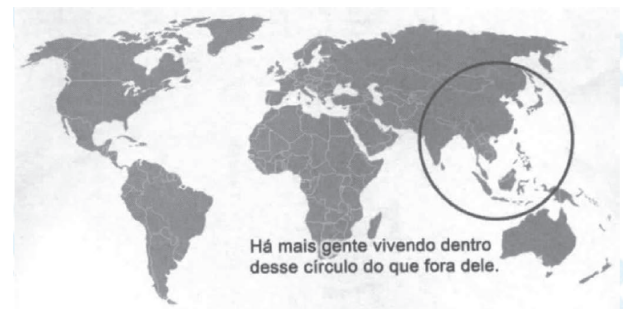 Há mais gente vivendo dentro
desse círculo do que fora dele.